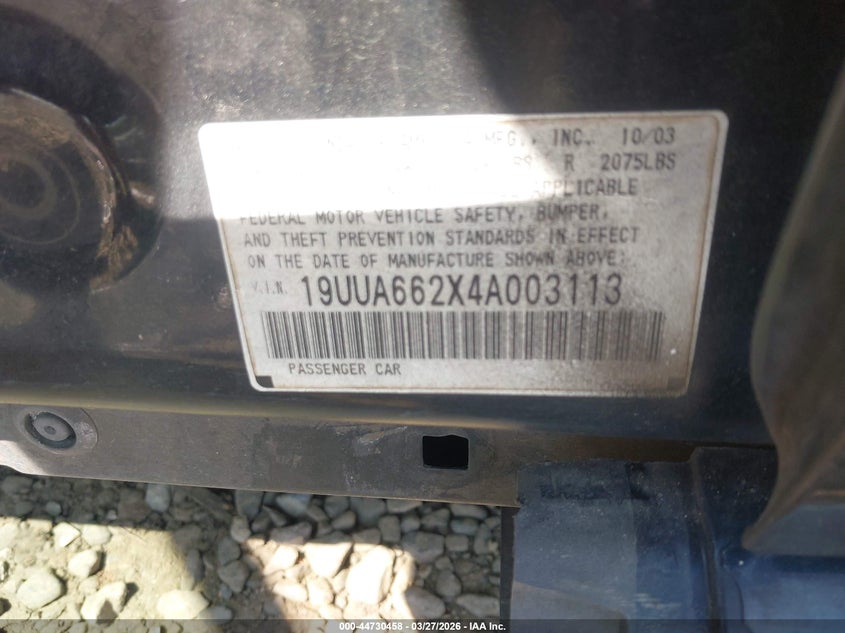 MFG., INC. 10/03
R 2075LBS
APPLICABLE
FEDERAL MOTOR VEHICLE SAFETY, BUMPER,
AND THEFT PREVENTION STANDARDS IN EFFECT
ON THE DATE OF MANUFACTURE SHOWN ABOVE.
V.I.N. 19UUA662X4A003113
PASSENGER CAR
000-44730458 - 03/27/2026 - IAA Inc.